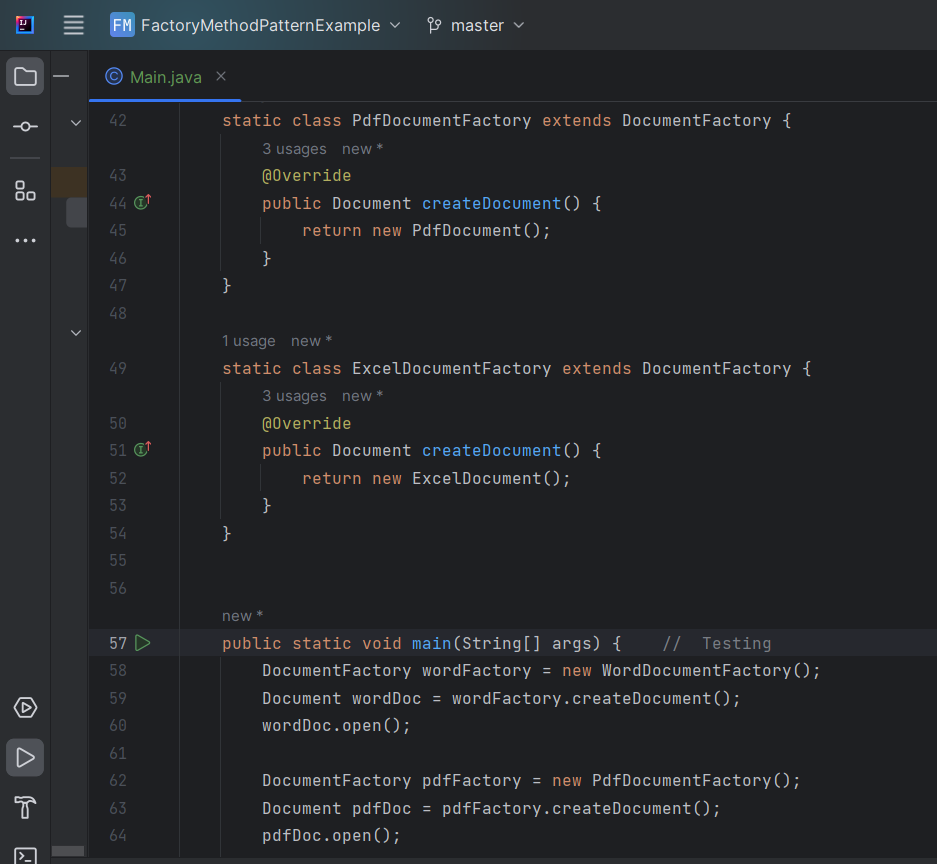 FM FactoryMethodPatternExample master
Main.java
42 static class PdfDocumentFactory extends DocumentFactory {
3 usages new *
43 @Override
44 public Document createDocument() {
45 return new PdfDocument();
46 }
47 }
48
1 usage new *
49 static class ExcelDocumentFactory extends DocumentFactory {
3 usages new *
50 @Override
51 public Document createDocument() {
52 return new ExcelDocument();
53 }
54 }
55
56
new *
57 public static void main(String[] args) { // Testing
58 DocumentFactory wordFactory = new WordDocumentFactory();
59 Document wordDoc = wordFactory.createDocument();
60 wordDoc.open();
61
62 DocumentFactory pdfFactory = new PdfDocumentFactory();
63 Document pdfDoc = pdfFactory.createDocument();
64 pdfDoc.open();